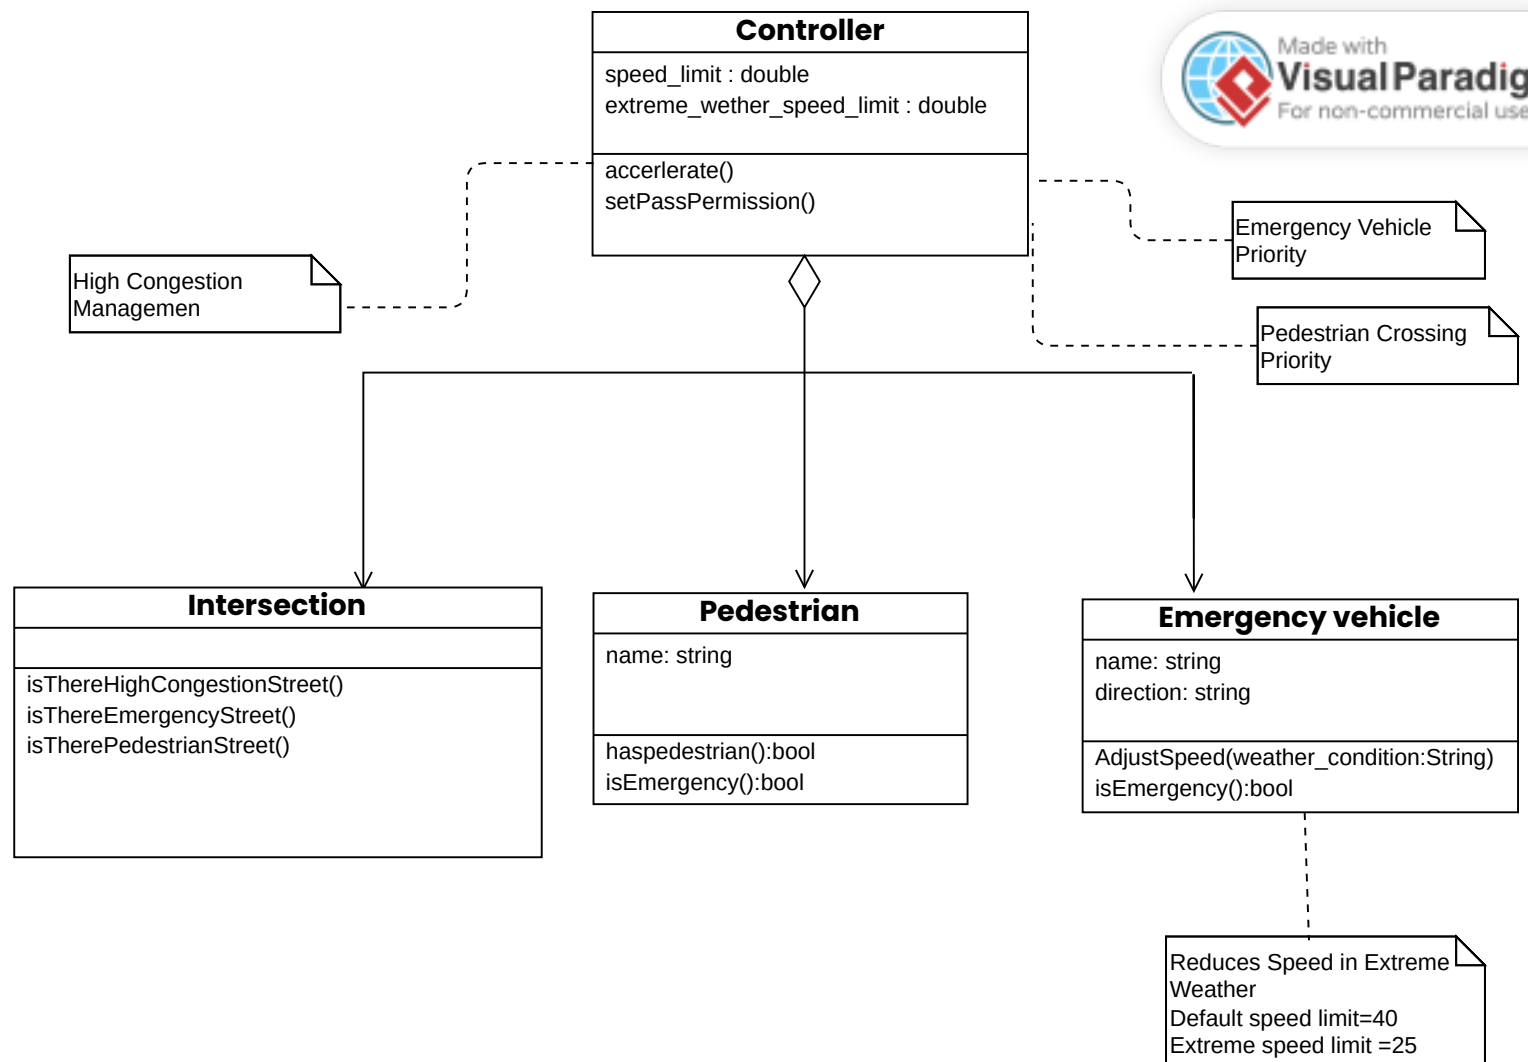 Controller
speed_limit : double
extreme_wether_speed_limit : double
accerlerate()
setPassPermission()
Made with
Visual Paradig
For non-commercial use
Emergency Vehicle
Priority
High Congestion
Managemen
Pedestrian Crossing
Priority
Intersection
isThereHighCongestionStreet()
isThereEmergencyStreet()
isTherePedestrianStreet()
Pedestrian
name: string
haspedestrian():bool
isEmergency():bool
Emergency vehicle
name: string
direction: string
AdjustSpeed(weather_condition:String)
isEmergency():bool
Reduces Speed in Extreme
Weather
Default speed limit=40
Extreme speed limit =25